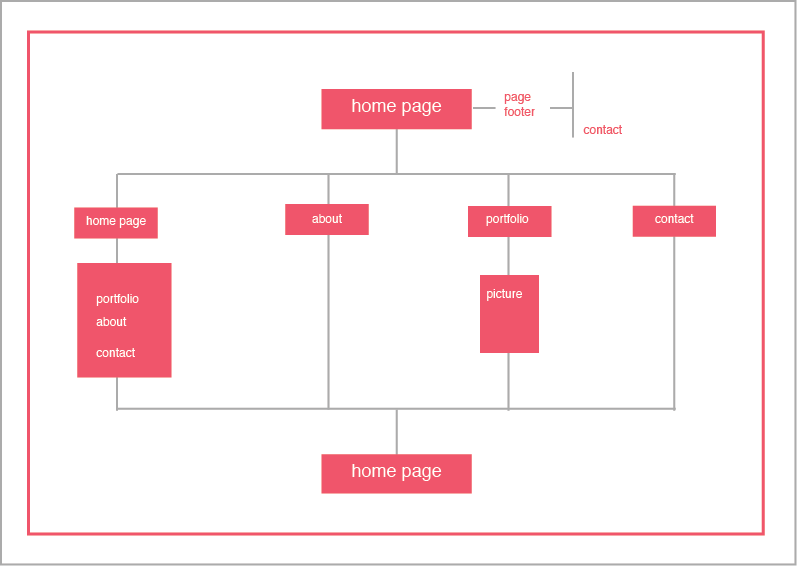 home page
page
footer
contact
home page
about
portfolio
contact
portfolio
about
contact
picture
home page